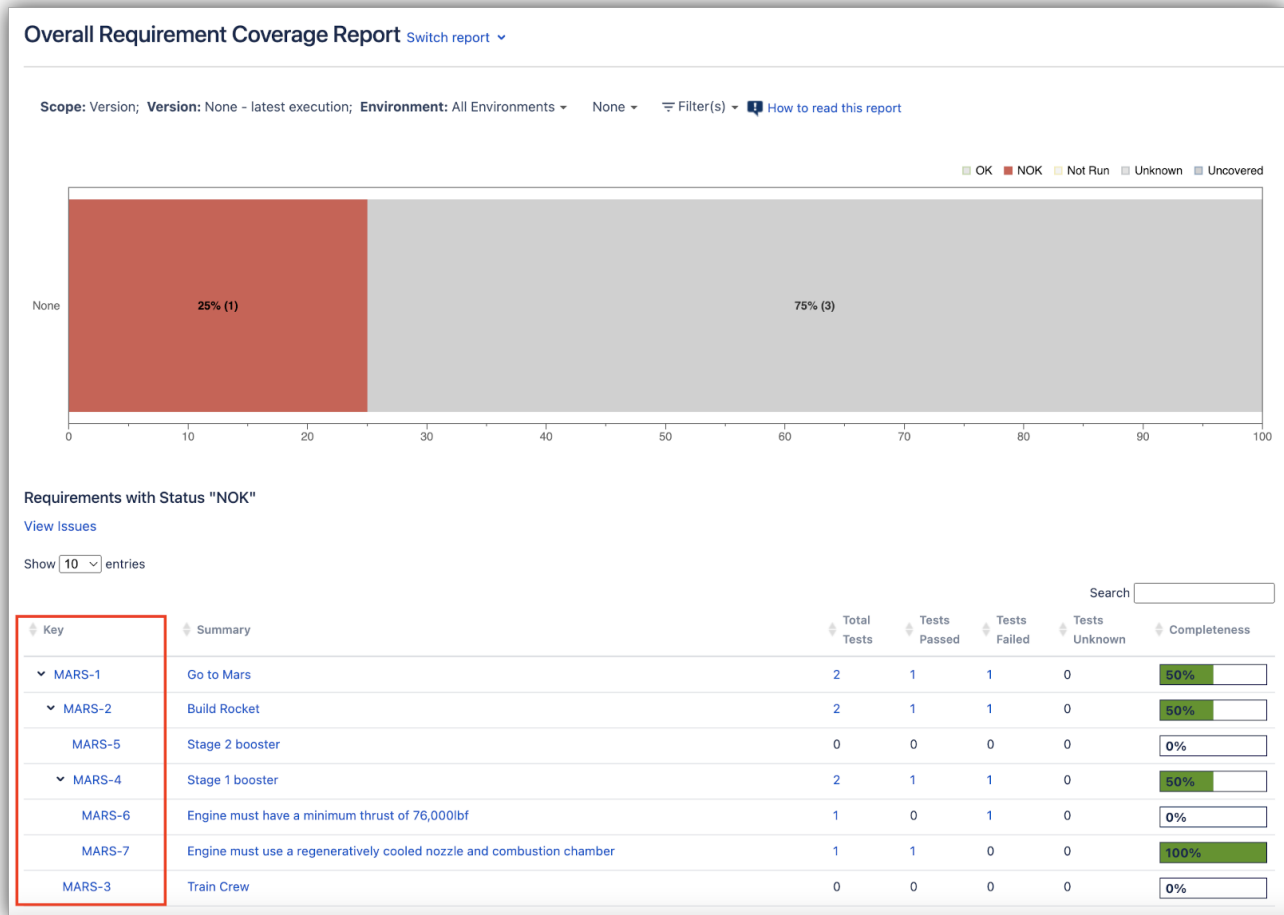 Overall Requirement Coverage Report Switch report
Scope: Version; Version: None - latest execution; Environment: All Environments None Filter(s) How to read this report
OK NOK Not Run Unknown Uncovered
None 25% (1) 75% (3)
0 10 20 30 40 50 60 70 80 90 100
Requirements with Status "NOK"
View Issues
Show 10 entries
Search
Key Summary Total Tests Tests Passed Tests Failed Tests Unknown Completeness
MARS-1 Go to Mars 2 1 1 0 50%
MARS-2 Build Rocket 2 1 1 0 50%
MARS-5 Stage 2 booster 0 0 0 0 0%
MARS-4 Stage 1 booster 2 1 1 0 50%
MARS-6 Engine must have a minimum thrust of 76,000lbf 1 0 1 0 0%
MARS-7 Engine must use a regeneratively cooled nozzle and combustion chamber 1 1 0 0 100%
MARS-3 Train Crew 0 0 0 0 0%